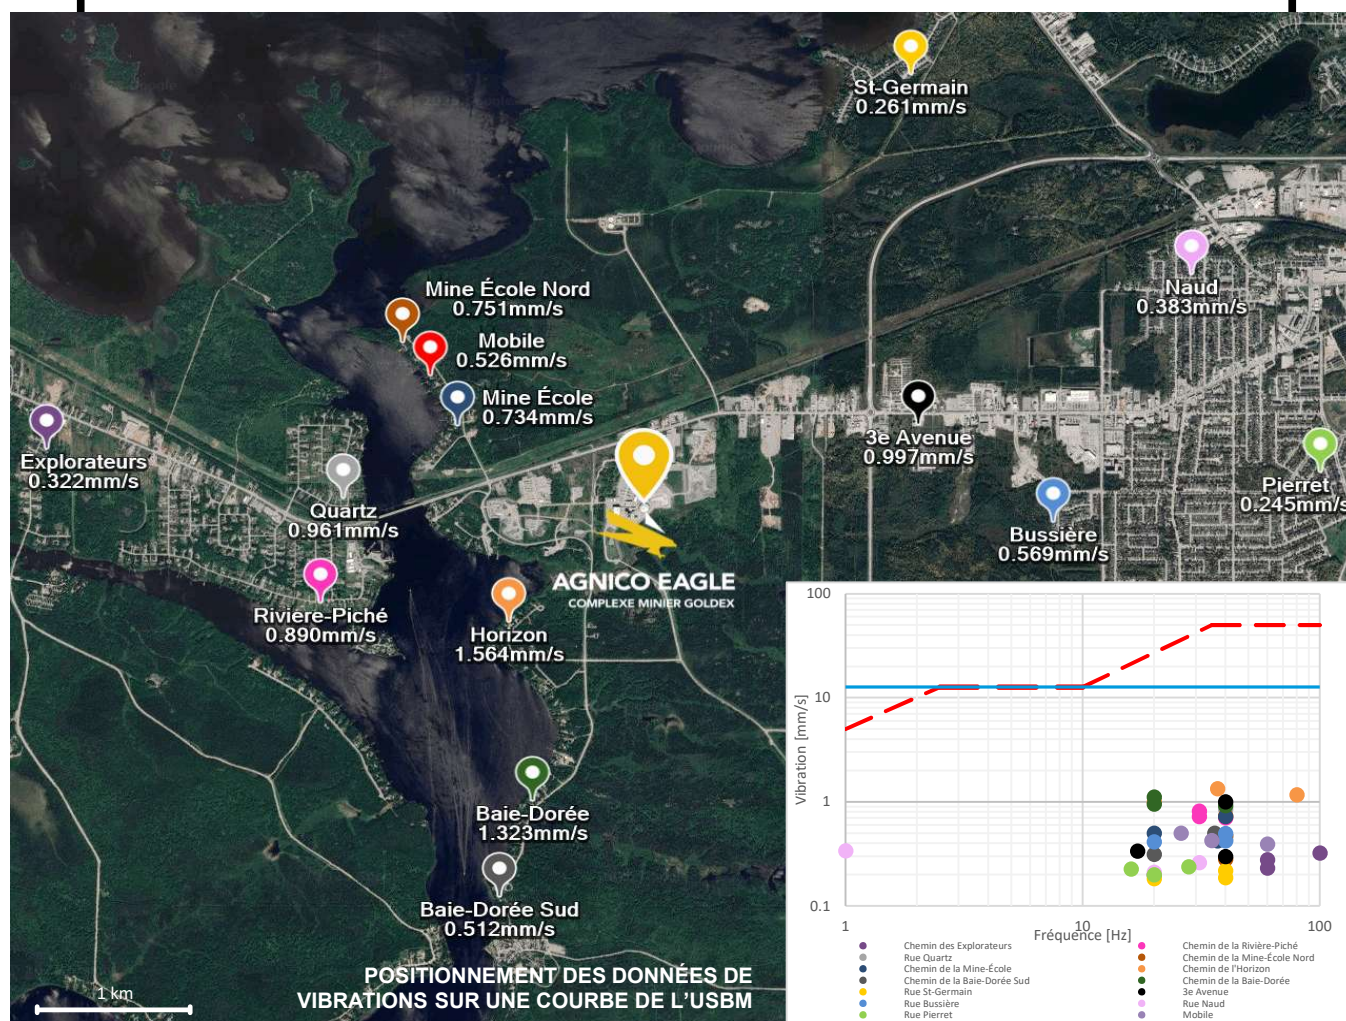 St-Germain
0.261mm/s
Naud
0.383mm/s
Mine École Nord
0.751mm/s
Mobile
0.526mm/s
Mine École
0.734mm/s
3e Avenue
0.997mm/s
Explorateurs
0.322mm/s
Quartz
0.961mm/s
Pierret
0.245mm/s
Bussière
0.569mm/s
AGNICO EAGLE
COMPLEXE MINIER GOLDEX
Riviere-Piché
0.890mm/s
Horizon
1.564mm/s
Baie-Dorée
1.323mm/s
Baie-Dorée Sud
0.512mm/s
POSITIONNEMENT DES DONNÉES DE
VIBRATIONS SUR UNE COURBE DE L'USBM
1 km
100
10
1
0.1
Vibration [mm/s]
1
10
100
Fréquence [Hz]
Chemin des Explorateurs
Chemin de la Rivière-Piché
Rue Quartz
Chemin de la Mine-École Nord
Chemin de la Mine-École
Chemin de l'Horizon
Chemin de la Baie-Dorée Sud
Chemin de la Baie-Dorée
Rue St-Germain
3e Avenue
Rue Bussière
Rue Naud
Rue Pierret
Mobile